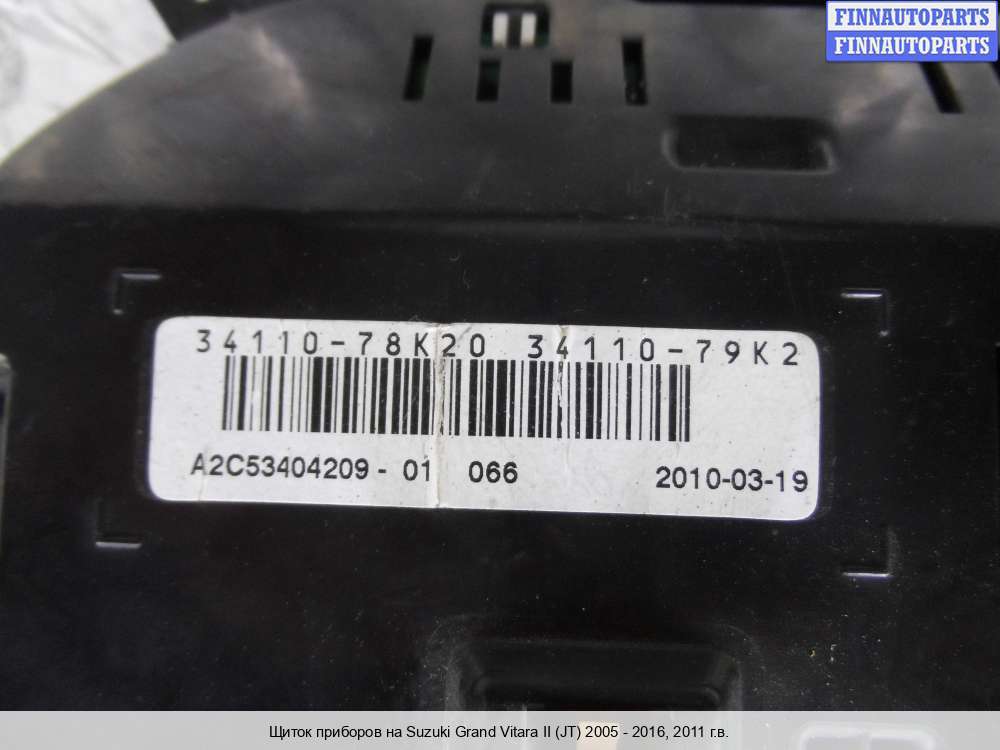 FINNAUTOPARTS
FINNAUTOPARTS
34110-78K20 34110-79K2
A2C53404209 - 01 066 2010-03-19
Щиток приборов на Suzuki Grand Vitara II (JT) 2005 - 2016, 2011 г.в.